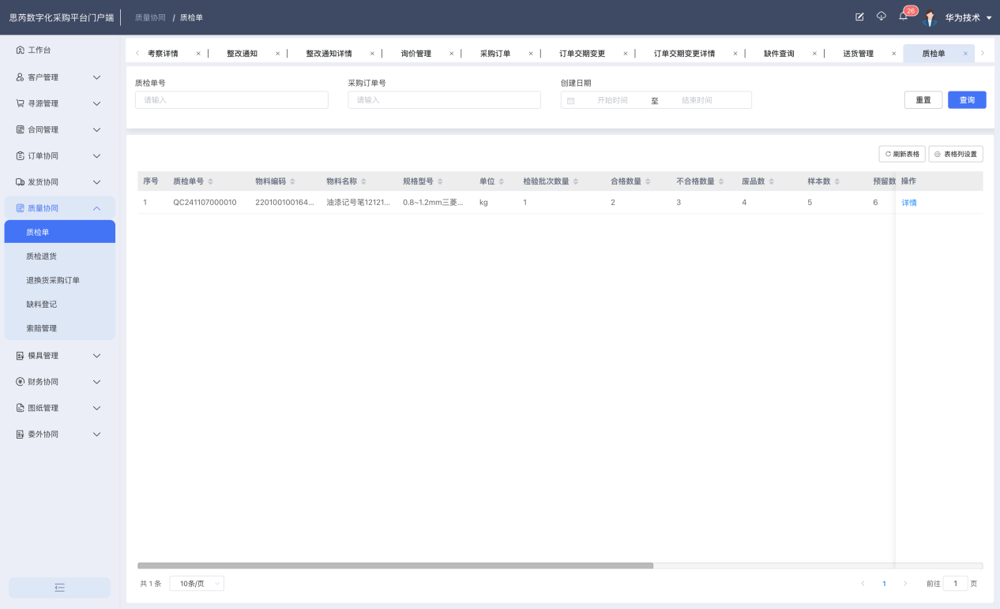 思芮数字化采购平台门户端 质量协同 / 质检单 26 华为技术
工作台
客户管理
寻源管理
合同管理
订单协同
发货协同
质量协同
质检单
质检退货
退换货采购订单
缺料登记
索赔管理
模具管理
财务协同
图纸管理
委外协同
考察详情 × 整改通知 × 整改通知详情 × 询价管理 × 采购订单 × 订单交期变更 × 订单交期变更详情 × 缺件查询 × 送货管理 × 质检单 ×
质检单号 采购订单号 创建日期
请输入 请输入 开始时间 至 结束时间 重置 查询
刷新表格 表格列设置
序号 质检单号 物料编码 物料名称 规格型号 单位 检验批次数量 合格数量 不合格数量 废品数 样本数 预留数 操作
1 QC241107000010 220100100164... 油漆记号笔12121... 0.8~1.2mm三菱... kg 1 2 3 4 5 6 详情
共 1 条 10条/页 1 前往 1 页